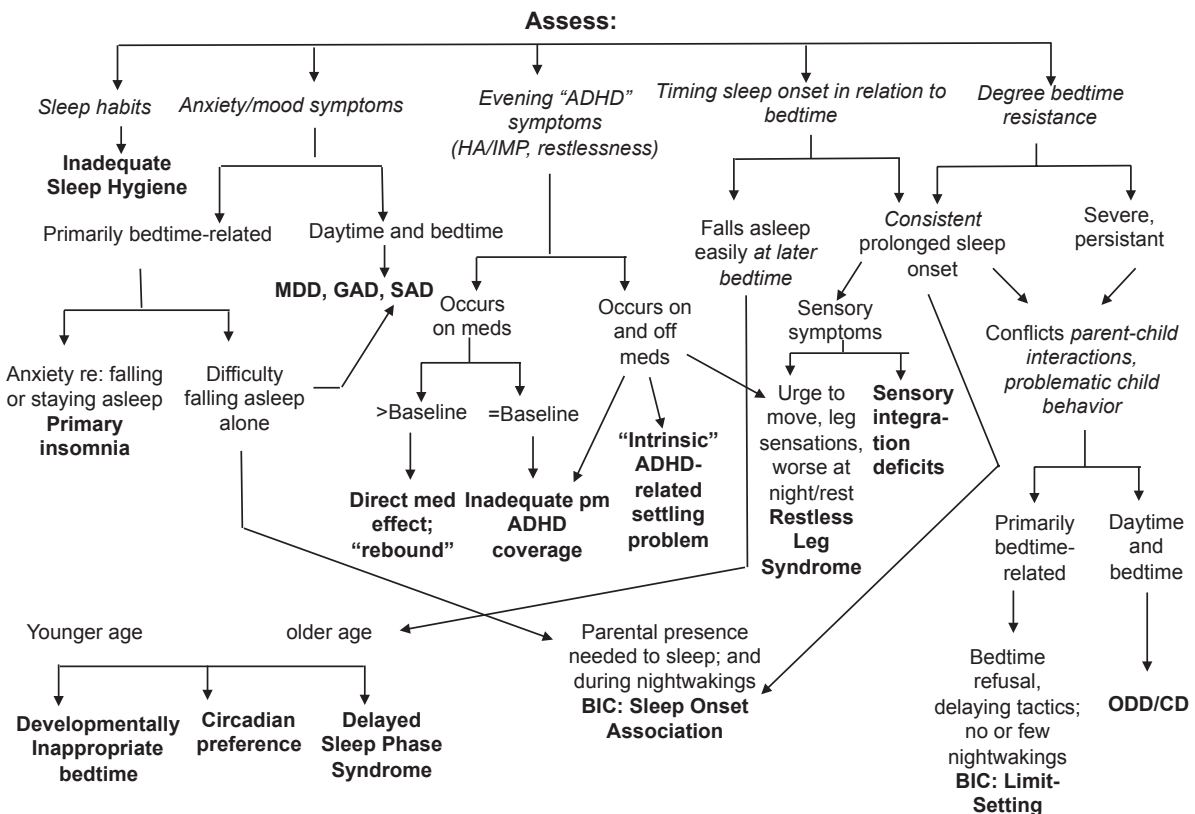 Assess:
Sleep habits
Inadequate
Sleep Hygiene
Anxiety/mood symptoms
Primarily bedtime-related
Anxiety re: falling
or staying asleep
Primary
insomnia
Difficulty
falling asleep
alone
Daytime and bedtime
MDD, GAD, SAD
Evening “ADHD”
symptoms
(HA/IMP, restlessness)
Occurs
on meds
>Baseline
Direct med
effect;
“rebound”
=Baseline
Inadequate pm
ADHD
coverage
Occurs on
and off
meds
“Intrinsic”
ADHD-
related
settling
problem
Timing sleep onset in relation to
bedtime
Falls asleep
easily at later
bedtime
Consistent
prolonged sleep
onset
Sensory
symptoms
Urge to
move, leg
sensations,
worse at
night/rest
Restless
Leg
Syndrome
Sensory
integra-
tion
deficits
Degree bedtime
resistance
Severe,
persistant
Conflicts parent-child
interactions,
problematic child
behavior
Primarily
bedtime-
related
Bedtime
refusal,
delaying tactics;
no or few
nightwakings
BIC: Limit-
Setting
Daytime
and
bedtime
ODD/CD
Younger age
older age
Developmentally
Inappropriate
bedtime
Circadian
preference
Delayed
Sleep Phase
Syndrome
Parental presence
needed to sleep; and
during nightwakings
BIC: Sleep Onset
Association